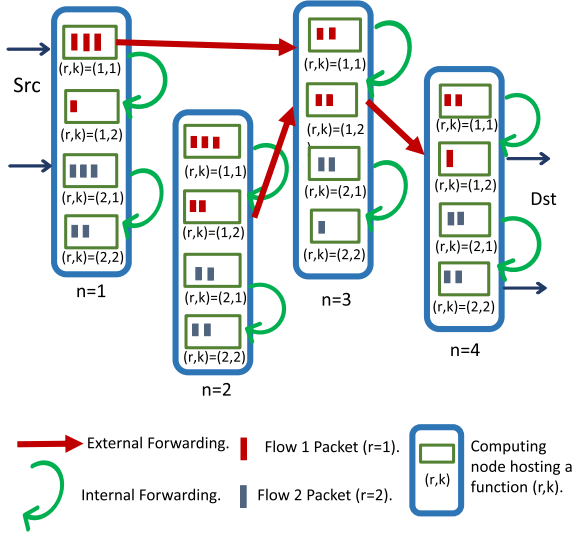 Src
(r,k)=(1,1)
(r,k)=(1,2)
(r,k)=(2,1)
(r,k)=(2,2)
n=1
(r,k)=(1,1)
(r,k)=(1,2)
(r,k)=(2,1)
(r,k)=(2,2)
n=2
(r,k)=(1,1)
(r,k)=(1,2
)
(r,k)=(2,1)
(r,k)=(2,2)
n=3
(r,k)=(1,1)
(r,k)=(1,2)
(r,k)=(2,1)
(r,k)=(2,2)
n=4
Dst
External Forwarding.
Internal Forwarding.
Flow 1 Packet (r=1).
Flow 2 Packet (r=2).
(r,k)
Computing
node hosting a
function (r,k).